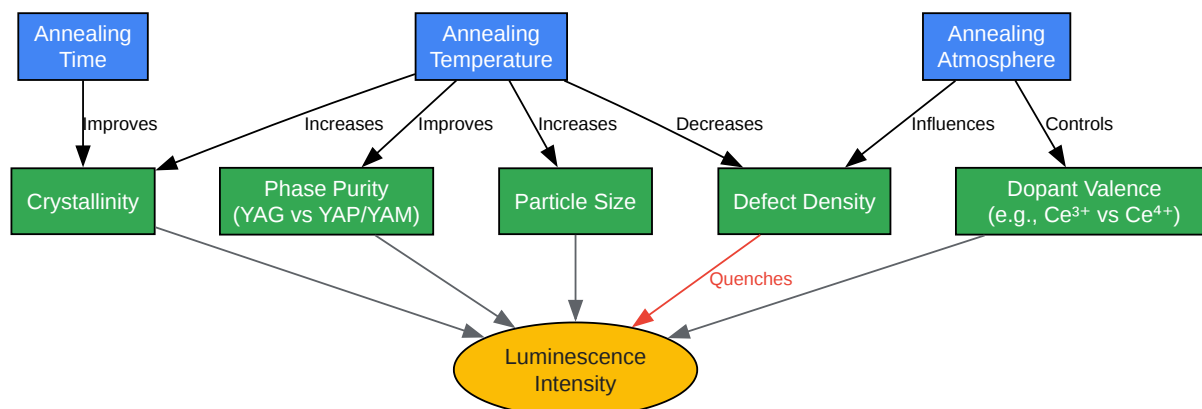 Annealing
Time
Annealing
Temperature
Annealing
Atmosphere
Improves
Increases
Improves
Increases
Decreases
Influences
Controls
Crystallinity
Phase Purity
(YAG vs YAP/YAM)
Particle Size
Defect Density
Dopant Valence
(e.g., Ce³⁺ vs Ce⁴⁺)
Quenches
Luminescence
Intensity